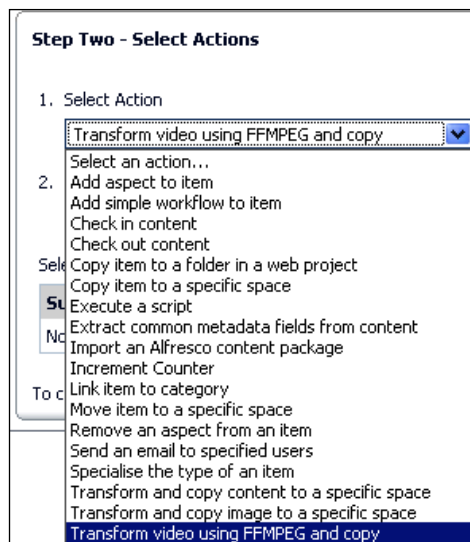 Step Two - Select Actions
1. Select Action
Transform video using FFMPEG and copy
Select an action...
2. Add aspect to item
Add simple workflow to item
Check in content
Check out content
Copy item to a folder in a web project
Sele
Copy item to a specific space
Su
Execute a script
Extract common metadata fields from content
No
Import an Alfresco content package
Increment Counter
Link item to category
To c
Move item to a specific space
Remove an aspect from an item
Send an email to specified users
Specialise the type of an item
Transform and copy content to a specific space
Transform and copy image to a specific space
Transform video using FFMPEG and copy